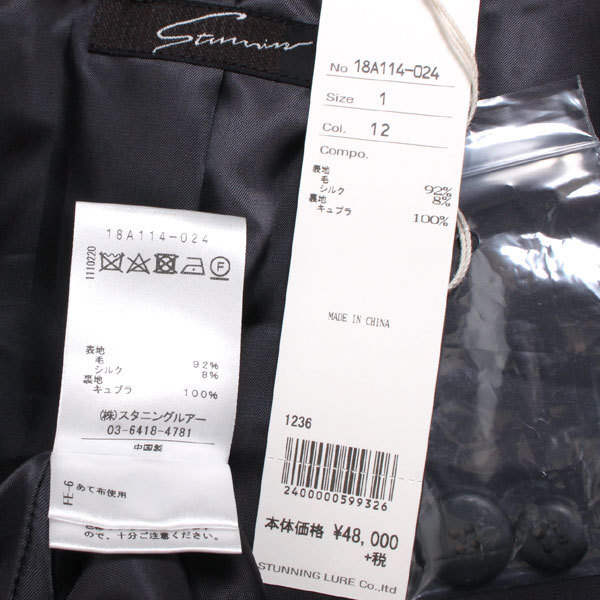 Stunning
No 18A114-024
Size 1
Col. 12
Compo.
表地
毛 92%
シルク 8%
裏地
キュプラ 100%
MADE IN CHINA
1236
2400000599326
本体価格 ¥48,000
+税
STUNNING LURE Co.,ltd
18A114-024
1110220
表地
毛 92%
シルク 8%
裏地
キュプラ 100%
(株)スタニングルアー
03-6418-4781
中国製
FE-6 あて布使用
ので、十分ご注意ください。